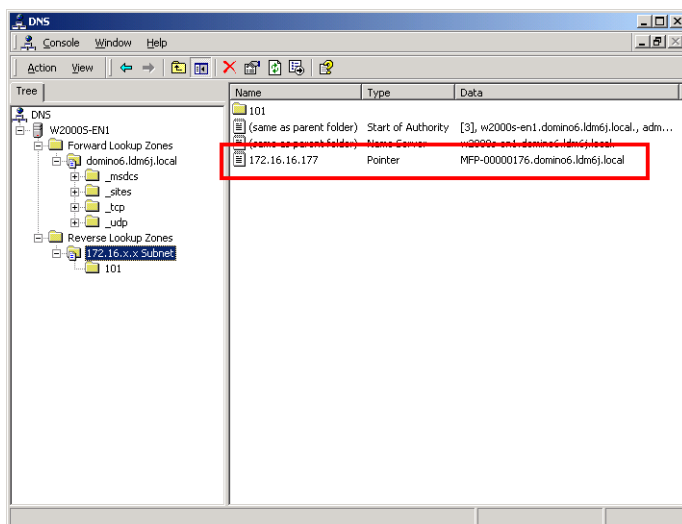 DNS
Console Window Help
Action View
Tree
Name Type Data
DNS
W2000S-EN1
Forward Lookup Zones
domino6.ldm6j.local
_msdcs
_sites
_tcp
_udp
Reverse Lookup Zones
172.16.x.x Subnet
101
101
(same as parent folder) Start of Authority [3], w2000s-en1.domino6.ldm6j.local., adm...
(same as parent folder) Name Server w2000s-en1.domino6.ldm6j.local.
172.16.16.177 Pointer MFP-00000176.domino6.ldm6j.local